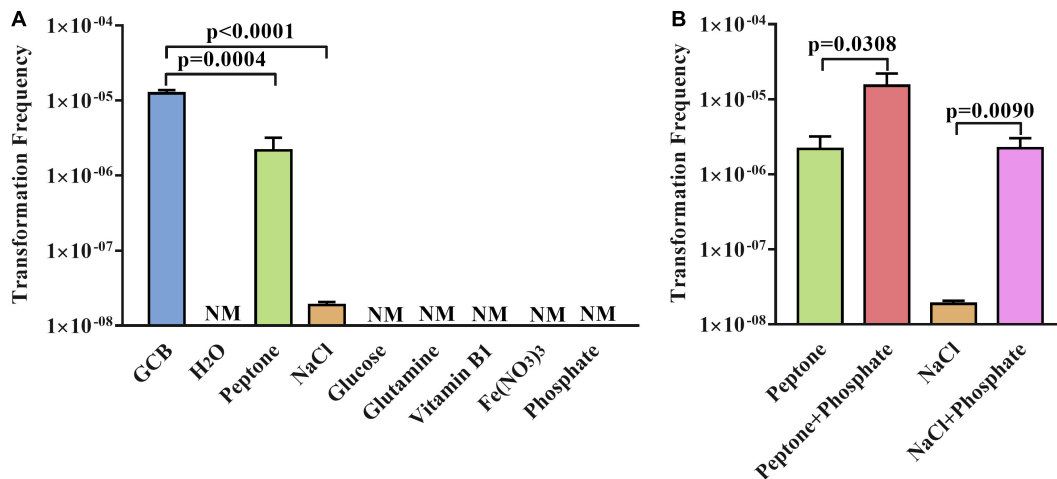 A
Transformation Frequency
1×10⁻⁰⁴
1×10⁻⁰⁵
1×10⁻⁰⁶
1×10⁻⁰⁷
1×10⁻⁰⁸
p<0.0001
p=0.0004
NM
NM
NM
NM
NM
NM
GCB
H2O
Peptone
NaCl
Glucose
Glutamine
Vitamin B1
Fe(NO3)3
Phosphate
B
Transformation Frequency
1×10⁻⁰⁴
1×10⁻⁰⁵
1×10⁻⁰⁶
1×10⁻⁰⁷
1×10⁻⁰⁸
p=0.0308
p=0.0090
Peptone
Peptone+Phosphate
NaCl
NaCl+Phosphate